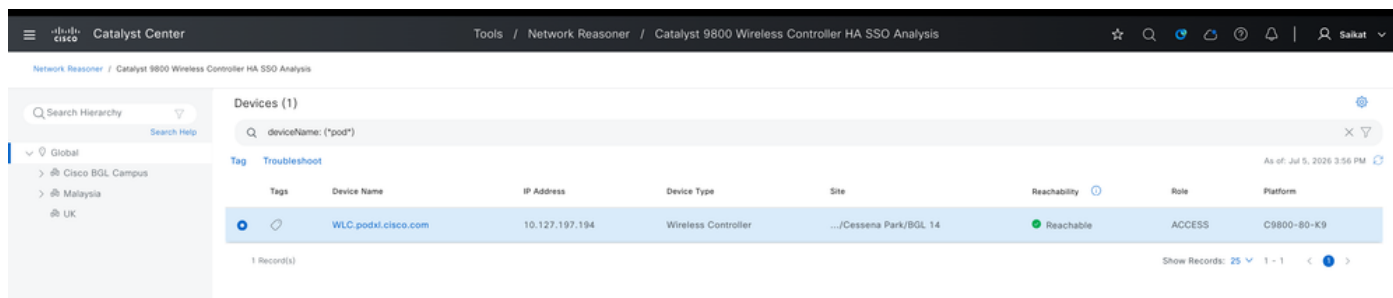 cisco Catalyst Center Tools / Network Reasoner / Catalyst 9800 Wireless Controller HA SSO Analysis Saikat
Network Reasoner / Catalyst 9800 Wireless Controller HA SSO Analysis
Search Hierarchy
Search Help
Global
Cisco BGL Campus
Malaysia
UK
Devices (1)
deviceName: (*pod*)
Tag Troubleshoot As of: Jul 5, 2026 3:56 PM
Tags Device Name IP Address Device Type Site Reachability Role Platform
WLC.podxl.cisco.com 10.127.197.194 Wireless Controller .../Cessena Park/BGL 14 Reachable ACCESS C9800-80-K9
1 Record(s) Show Records: 25 1 - 1 1